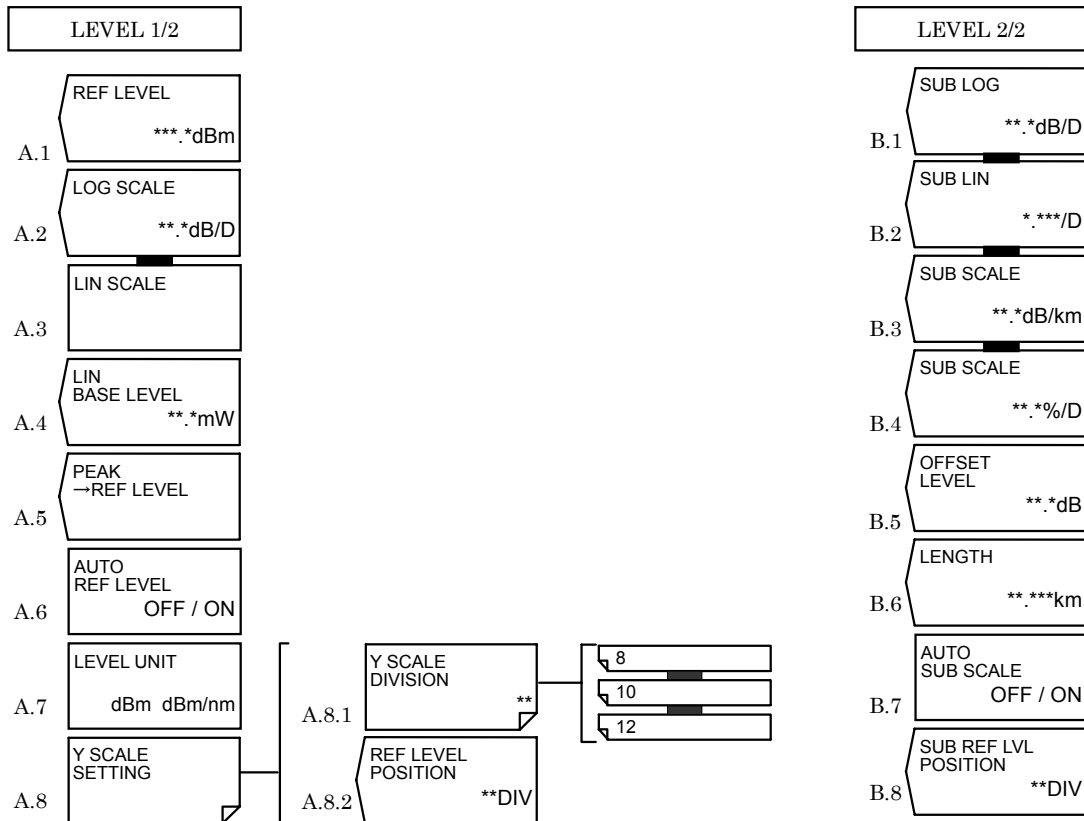 LEVEL 1/2
REF LEVEL
***.*dBm
A.1
LOG SCALE
**.*dB/D
A.2
LIN SCALE
A.3
LIN
BASE LEVEL
**.*mW
A.4
PEAK
→REF LEVEL
A.5
AUTO
REF LEVEL
OFF / ON
A.6
LEVEL UNIT
dBm dBm/nm
A.7
Y SCALE
SETTING
A.8
Y SCALE
DIVISION
**
A.8.1
8
10
12
REF LEVEL
POSITION
**DIV
A.8.2
LEVEL 2/2
SUB LOG
**.*dB/D
B.1
SUB LIN
*.***/D
B.2
SUB SCALE
**.*dB/km
B.3
SUB SCALE
**.*%/D
B.4
OFFSET
LEVEL
**.*dB
B.5
LENGTH
**.***km
B.6
AUTO
SUB SCALE
OFF / ON
B.7
SUB REF LVL
POSITION
**DIV
B.8